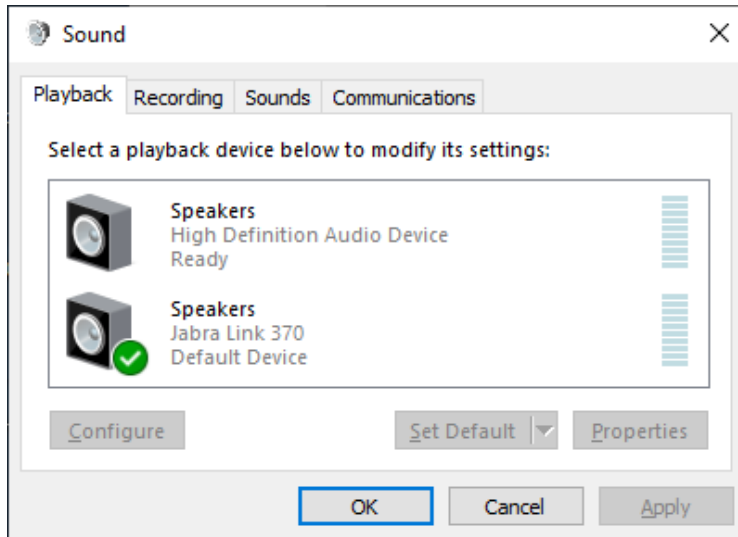 Sound
Playback Recording Sounds Communications
Select a playback device below to modify its settings:
Speakers
High Definition Audio Device
Ready
Speakers
Jabra Link 370
Default Device
Configure Set Default Properties
OK Cancel Apply